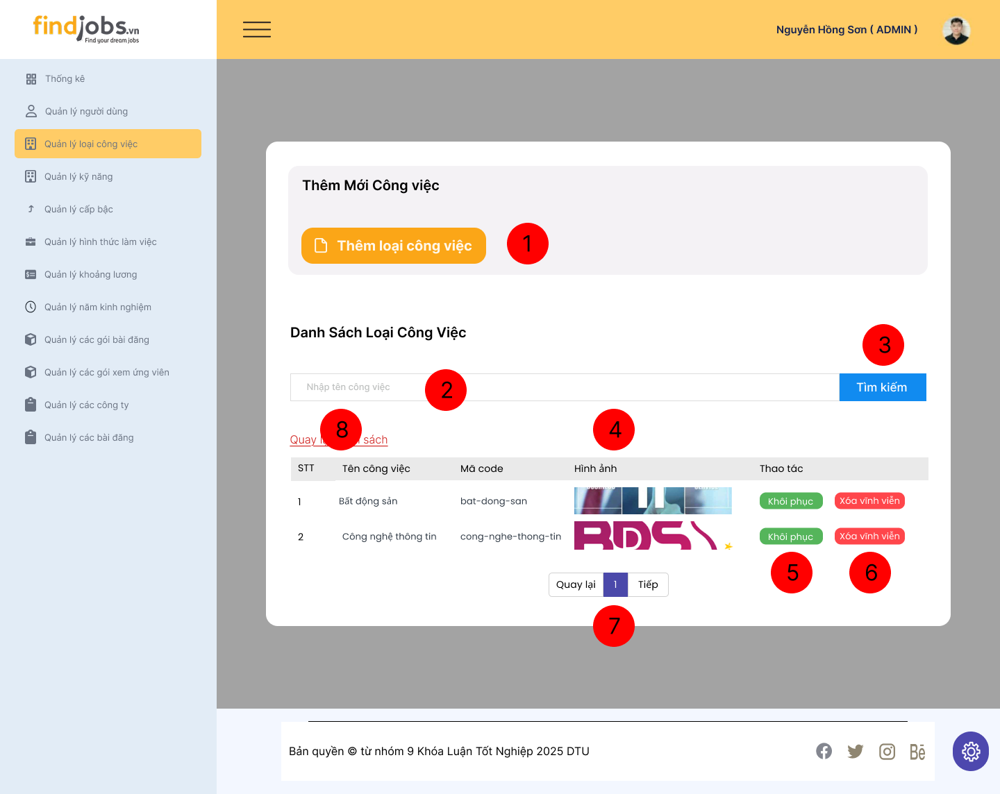 findjobs.vn
Find your dream jobs
Nguyễn Hồng Sơn ( ADMIN )
Thống kê
Quản lý người dùng
Quản lý loại công việc
Quản lý kỹ năng
Quản lý cấp bậc
Quản lý hình thức làm việc
Quản lý khoảng lương
Quản lý năm kinh nghiệm
Quản lý các gói bài đăng
Quản lý các gói xem ứng viên
Quản lý các công ty
Quản lý các bài đăng
Thêm Mới Công việc
Thêm loại công việc
1
Danh Sách Loại Công Việc
3
Nhập tên công việc
2
Tìm kiếm
8
4
Quay sách
STT Tên công việc Mã code Hình ảnh Thao tác
1 Bất động sản bat-dong-san Khôi phục Xóa vĩnh viễn
2 Công nghệ thông tin cong-nghe-thong-tin BDS Khôi phục Xóa vĩnh viễn
5
6
Quay lại 1 Tiếp
7
Bản quyền © từ nhóm 9 Khóa Luận Tốt Nghiệp 2025 DTU
Bē